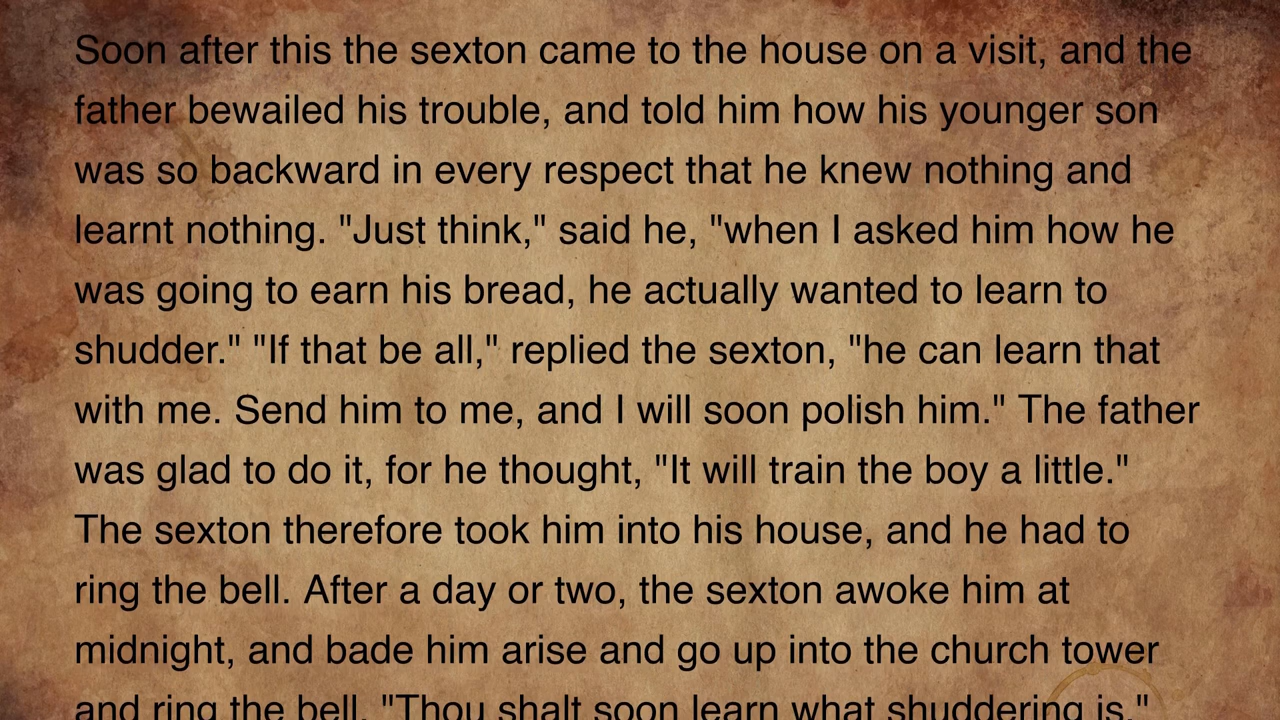 Soon after this the sexton came to the house on a visit, and the
father bewailed his trouble, and told him how his younger son
was so backward in every respect that he knew nothing and
learnt nothing. "Just think," said he, "when I asked him how he
was going to earn his bread, he actually wanted to learn to
shudder." "If that be all," replied the sexton, "he can learn that
with me. Send him to me, and I will soon polish him." The father
was glad to do it, for he thought, "It will train the boy a little."
The sexton therefore took him into his house, and he had to
ring the bell. After a day or two, the sexton awoke him at
midnight, and bade him arise and go up into the church tower
and ring the bell. "Thou shalt soon learn what shuddering is,"